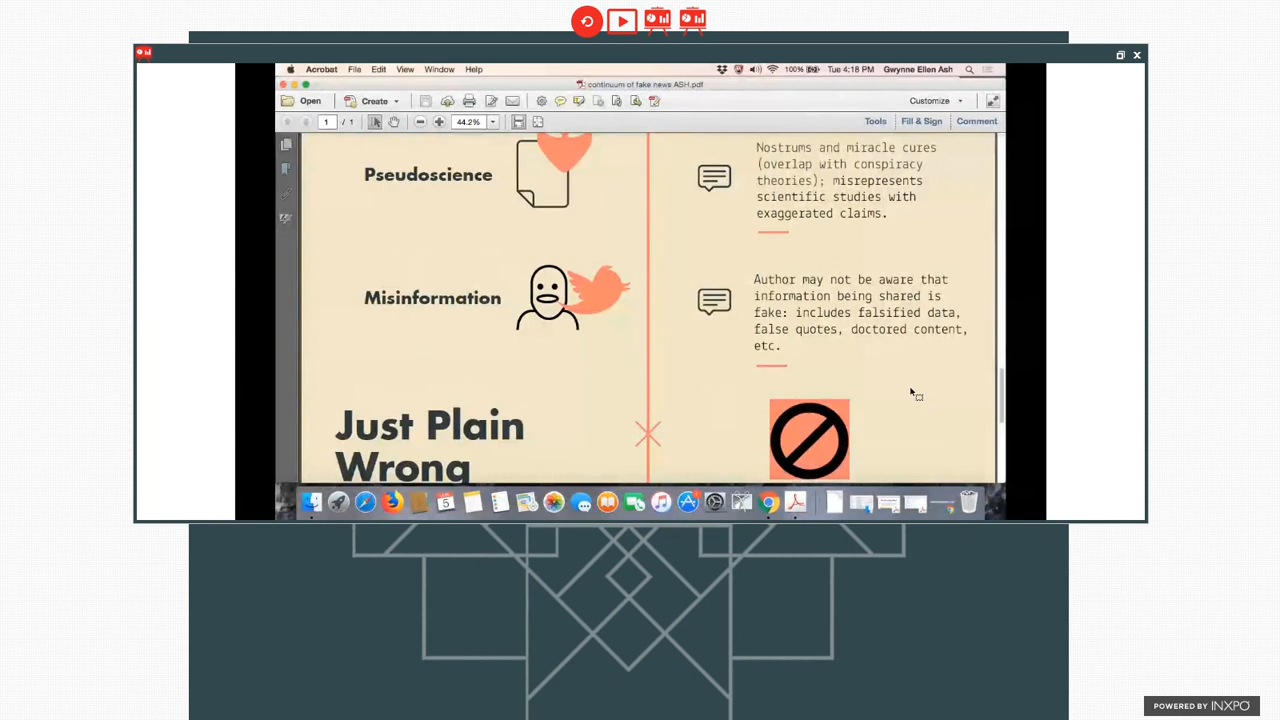 Acrobat File Edit View Window Help 100% Tue 4:18 PM Gwynne Ellen Ash
continuum of fake news ASH.pdf
Open Create Customize
1 / 1 44.2% Tools Fill & Sign Comment
Pseudoscience
Nostrums and miracle cures
(overlap with conspiracy
theories); misrepresents
scientific studies with
exaggerated claims.
Misinformation
Author may not be aware that
information being shared is
fake: includes falsified data,
false quotes, doctored content,
etc.
Just Plain
Wrong
5
POWERED BY INXPO